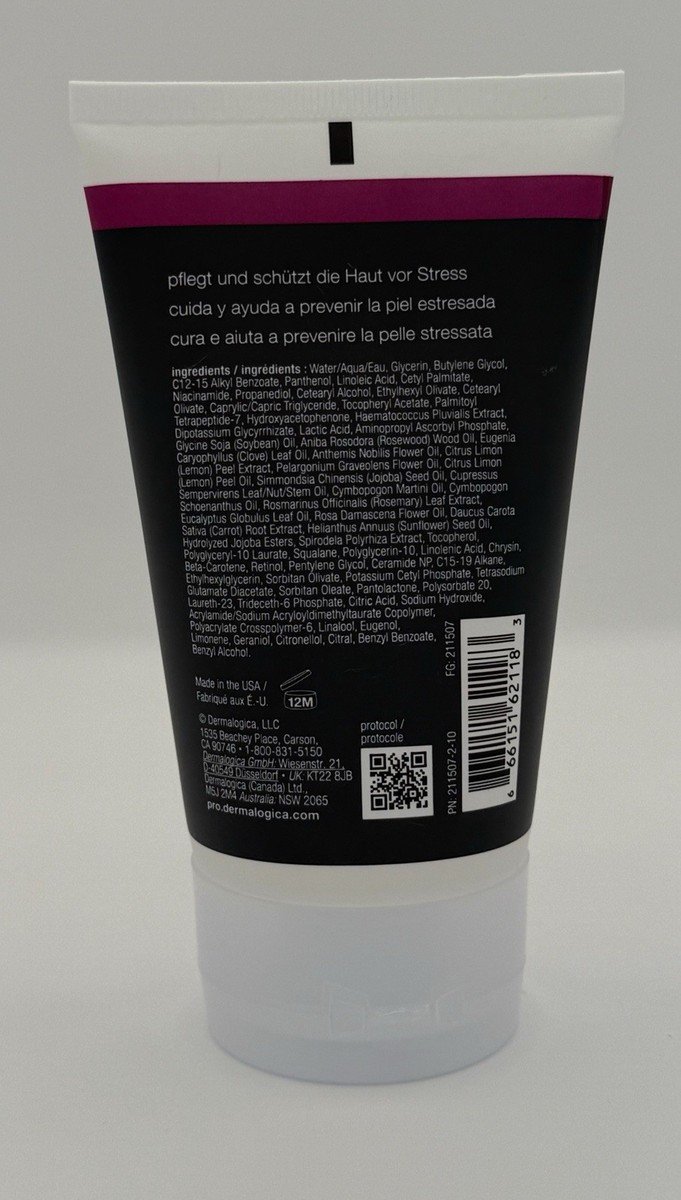 pflegt und schützt die Haut vor Stress
cuida y ayuda a prevenir la piel estresada
cura e aiuta a prevenire la pelle stressata
ingredients / ingrédients : Water/Aqua/Eau, Glycerin, Butylene Glycol,
C12-15 Alkyl Benzoate, Panthenol, Linoleic Acid, Cetyl Palmitate,
Niacinamide, Propanediol, Cetearyl Alcohol, Ethylhexyl Olivate, Cetearyl
Olivate, Caprylic/Capric Triglyceride, Tocopheryl Acetate, Palmitoyl
Tetrapeptide-7, Hydroxyacetophenone, Haematococcus Pluvialis Extract,
Dipotassium Glycyrrhizate, Lactic Acid, Aminopropyl Ascorbyl Phosphate,
Glycine Soja (Soybean) Oil, Aniba Rosodora (Rosewood) Wood Oil, Eugenia
Caryophyllus (Clove) Leaf Oil, Anthemis Nobilis Flower Oil, Citrus Limon
(Lemon) Peel Extract, Pelargonium Graveolens Flower Oil, Citrus Limon
(Lemon) Peel Oil, Simmondsia Chinensis (Jojoba) Seed Oil, Cupressus
Sempervirens Leaf/Nut/Stem Oil, Cymbopogon Martini Oil, Cymbopogon
Schoenanthus Oil, Rosmarinus Officinalis (Rosemary) Leaf Extract,
Eucalyptus Globulus Leaf Oil, Rosa Damascena Flower Oil, Daucus Carota
Sativa (Carrot) Root Extract, Helianthus Annuus (Sunflower) Seed Oil,
Hydrolyzed Jojoba Esters, Spirodela Polyrhiza Extract, Tocopherol,
Polyglyceryl-10 Laurate, Squalane, Polyglycerin-10, Linolenic Acid, Chrysin,
Beta-Carotene, Retinol, Pentylene Glycol, Ceramide NP, C15-19 Alkane,
Ethylhexylglycerin, Sorbitan Olivate, Potassium Cetyl Phosphate, Tetrasodium
Glutamate Diacetate, Sorbitan Oleate, Pantolactone, Polysorbate 20,
Laureth-23, Trideceth-6 Phosphate, Citric Acid, Sodium Hydroxide,
Acrylamide/Sodium Acryloyldimethyltaurate Copolymer,
Polyacrylate Crosspolymer-6, Linalool, Eugenol,
Limonene, Geraniol, Citronellol, Citral, Benzyl Benzoate,
Benzyl Alcohol.
Made in the USA /
Fabriqué aux É.-U.
12M
© Dermalogica, LLC
1535 Beachey Place, Carson,
CA 90746 • 1-800-831-5150
Dermalogica GmbH: Wiesenstr. 21,
D-40549 Düsseldorf • UK: KT22 8JB
Dermalogica (Canada) Ltd.,
M5J 2M4 Australia: NSW 2065
pro.dermalogica.com
protocol /
protocole
PN: 211507-2-10
FG: 211507
6 66151 62118 3